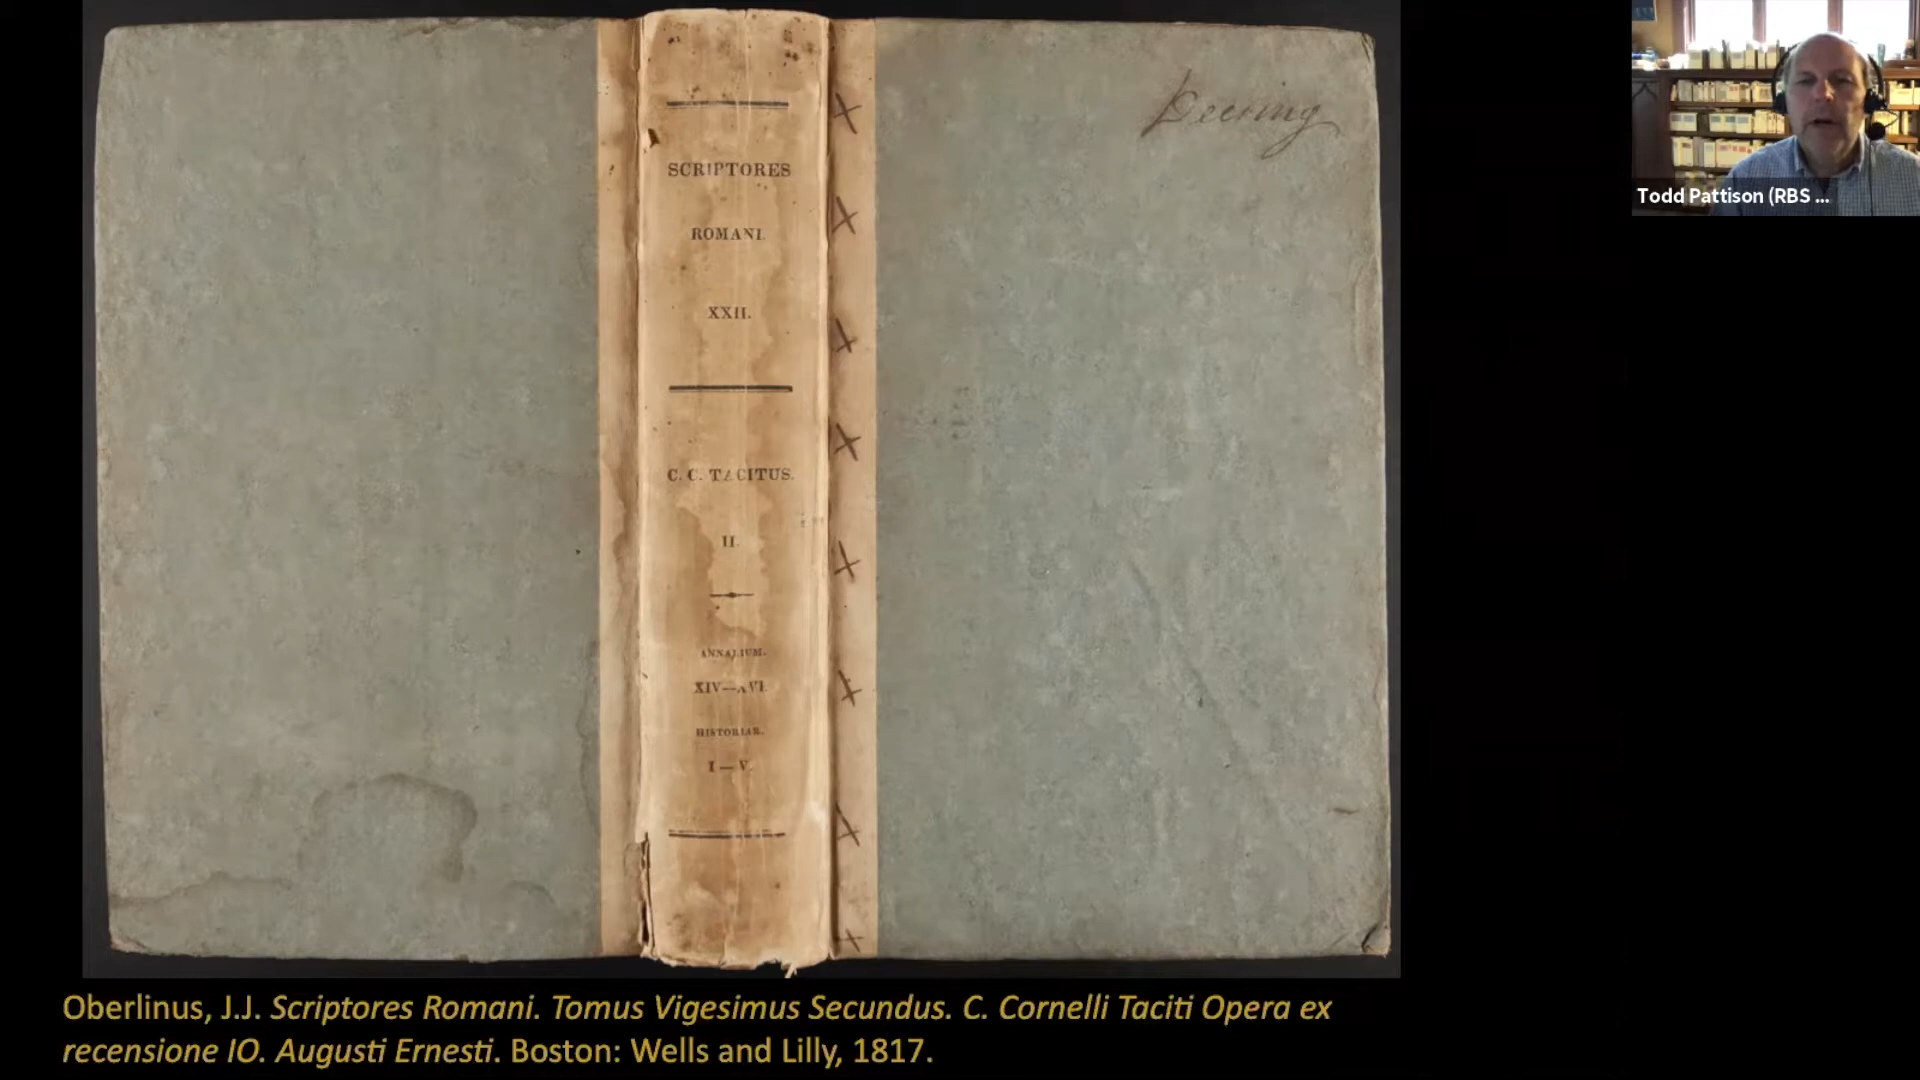 SCRIPTORES
ROMANI.
XXII.
C. C. TACITUS.
II.
ANNALIUM.
XIV—XVI.
HISTORIAR.
I—V.
Deering
Todd Pattison (RBS ...
Oberlinus, J.J. Scriptores Romani. Tomus Vigesimus Secundus. C. Cornelli Taciti Opera ex
recensione IO. Augusti Ernesti. Boston: Wells and Lilly, 1817.